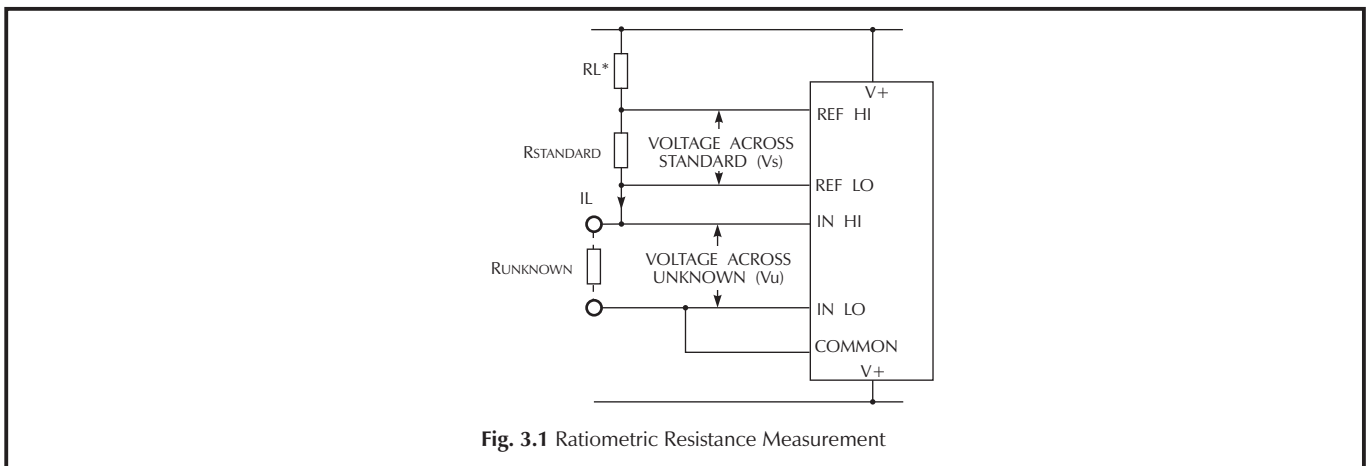 RL*
V+
REF HI
RSTANDARD
VOLTAGE ACROSS
STANDARD (Vs)
REF LO
IL
IN HI
RUNKNOWN
VOLTAGE ACROSS
UNKNOWN (Vu)
IN LO
COMMON
V+
Fig. 3.1 Ratiometric Resistance Measurement